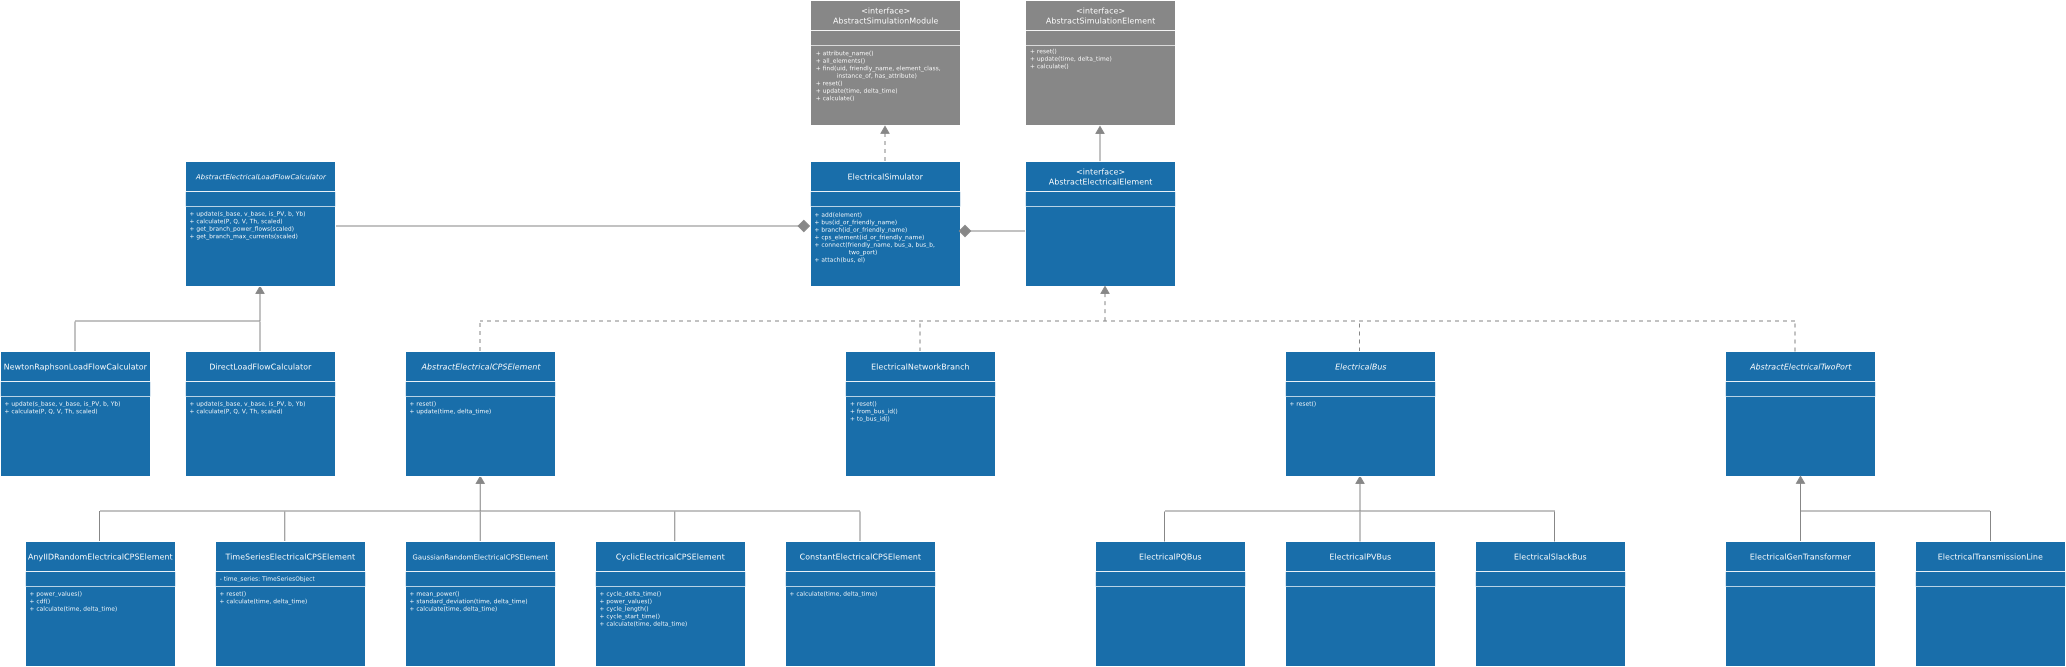 <interface>
AbstractSimulationModule
+ attribute_name()
+ all_elements()
+ find(uid, friendly_name, element_class,
instance_of, has_attribute)
+ reset()
+ update(time, delta_time)
+ calculate()
<interface>
AbstractSimulationElement
+ reset()
+ update(time, delta_time)
+ calculate()
AbstractElectricalLoadFlowCalculator
+ update(s_base, v_base, is_PV, b, Yb)
+ calculate(P, Q, V, Th, scaled)
+ get_branch_power_flows(scaled)
+ get_branch_max_currents(scaled)
ElectricalSimulator
+ add(element)
+ bus(id_or_friendly_name)
+ branch(id_or_friendly_name)
+ cps_element(id_or_friendly_name)
+ connect(friendly_name, bus_a, bus_b,
two_port)
+ attach(bus, el)
<interface>
AbstractElectricalElement
NewtonRaphsonLoadFlowCalculator
+ update(s_base, v_base, is_PV, b, Yb)
+ calculate(P, Q, V, Th, scaled)
DirectLoadFlowCalculator
+ update(s_base, v_base, is_PV, b, Yb)
+ calculate(P, Q, V, Th, scaled)
AbstractElectricalCPSElement
+ reset()
+ update(time, delta_time)
ElectricalNetworkBranch
+ reset()
+ from_bus_id()
+ to_bus_id()
ElectricalBus
+ reset()
AbstractElectricalTwoPort
AnyIIDRandomElectricalCPSElement
+ power_values()
+ cdf()
+ calculate(time, delta_time)
TimeSeriesElectricalCPSElement
- time_series: TimeSeriesObject
+ reset()
+ calculate(time, delta_time)
GaussianRandomElectricalCPSElement
+ mean_power()
+ standard_deviation(time, delta_time)
+ calculate(time, delta_time)
CyclicElectricalCPSElement
+ cycle_delta_time()
+ power_values()
+ cycle_length()
+ cycle_start_time()
+ calculate(time, delta_time)
ConstantElectricalCPSElement
+ calculate(time, delta_time)
ElectricalPQBus
ElectricalPVBus
ElectricalSlackBus
ElectricalGenTransformer
ElectricalTransmissionLine